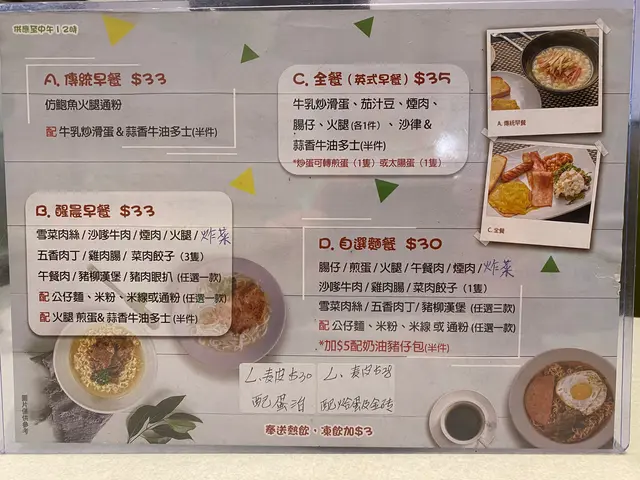 供應至中午12時
A. 傳統早餐 $33
仿鮑魚火腿通粉
配 牛乳炒滑蛋&蒜香牛油多士(半件)
B. 醒晨早餐 $33
雪菜肉絲/沙嗲牛肉/煙肉/火腿/炸菜
五香肉丁/雞肉腸/菜肉餃子(3隻)
午餐肉/豬柳漢堡/豬肉眼扒(任選一款)
配 公仔麵、米粉、米線或通粉(任選一款)
配 火腿 煎蛋&蒜香牛油多士(半件)
C. 全餐(英式早餐) $35
牛乳炒滑蛋、茄汁豆、煙肉、
腸仔、火腿(各1件)、沙律&
蒜香牛油多士(半件)
*炒蛋可轉煎蛋(1隻)或太陽蛋(1隻)
A. 傳統早餐
C. 全餐
D. 自選麵餐 $30
腸仔/煎蛋/火腿/午餐肉/煙肉/炸菜
沙嗲牛肉/雞肉腸/菜肉餃子(1隻)
雪菜肉絲/五香肉丁/豬柳漢堡(任選三款)
配 公仔麵、米粉、米線 或 通粉(任選一款)
*加$5配奶油豬仔包(半件)
配蛋治
奉送熱飲，凍飲加$3
圖片僅供參考